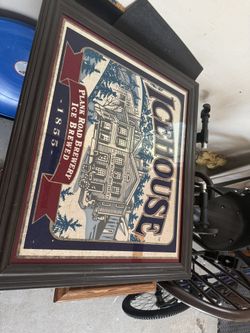 ICEHOUSE
PLANK ROAD BREWERY
ICE BREWED
- 1855 -